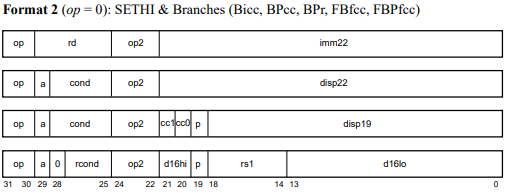 Format 2 (op = 0): SETHI & Branches (Bicc, BPcc, BPr, FBfcc, FBPfcc)
op rd op2 imm22
op a cond op2 disp22
op a cond op2 cc1 cc0 p disp19
op a 0 rcond op2 d16hi p rs1 d16lo
31 30 29 28 25 24 22 21 20 19 18 14 13 0